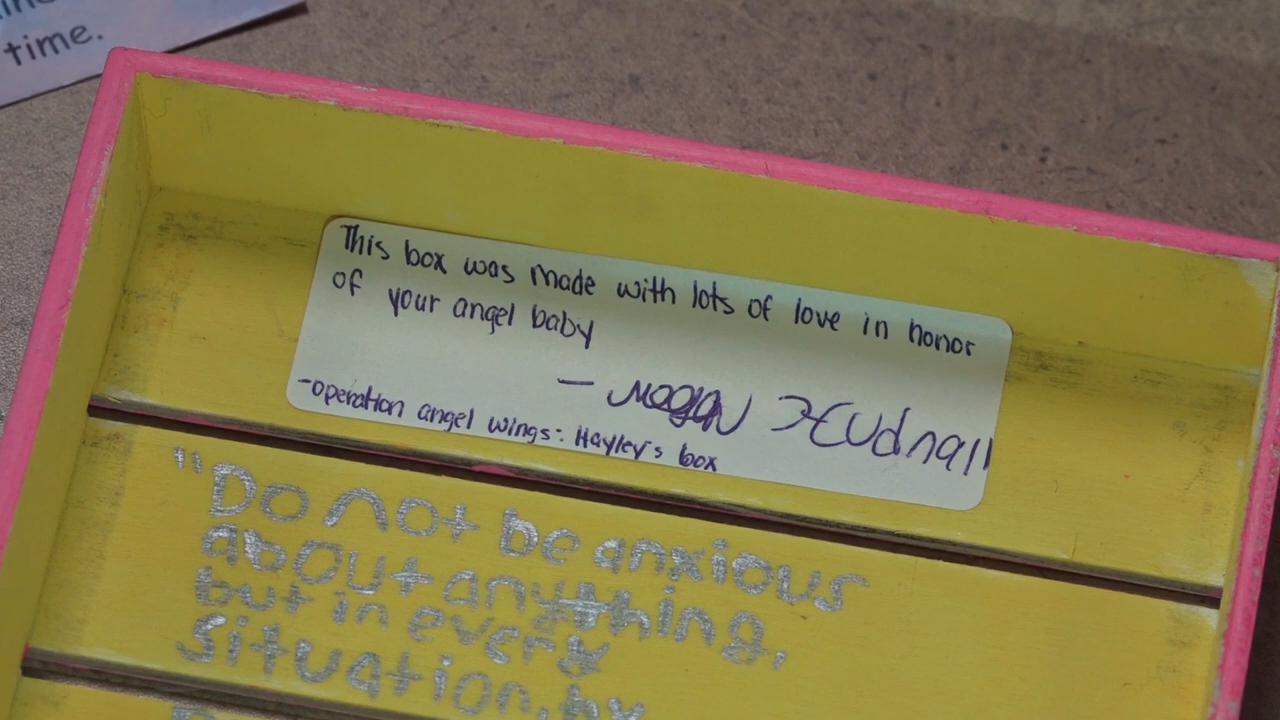 time.
This box was made with lots of love in honor
of your angel baby
-operation angel wings: Hayley's box
"Do not be anxious
about anything,
but in every
situation, by